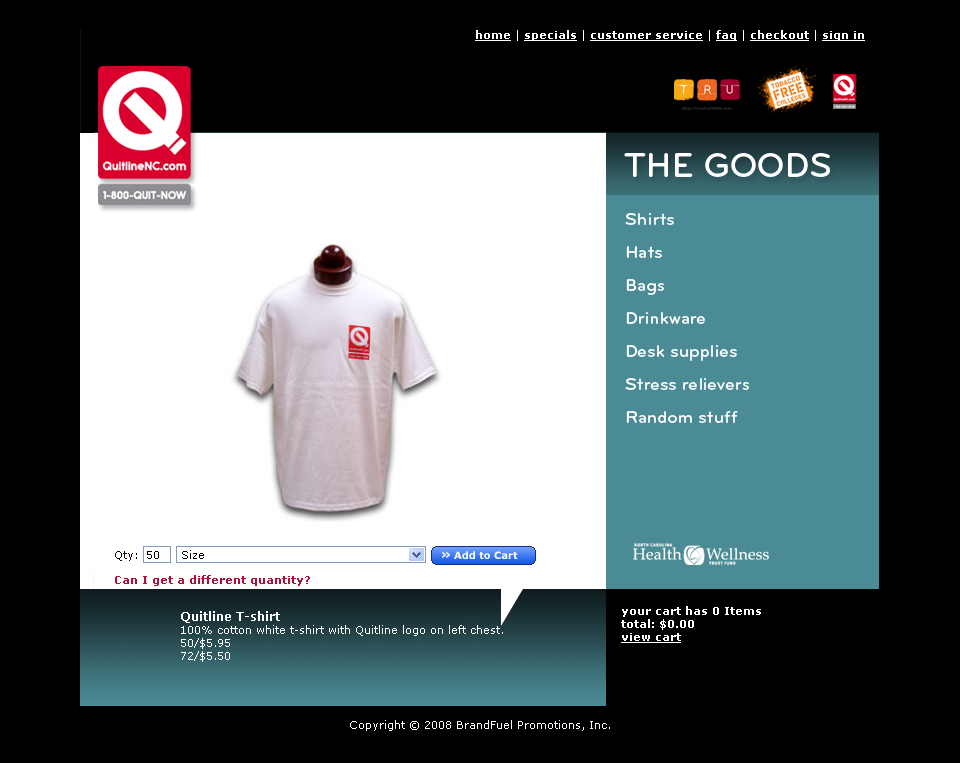 home | specials | customer service | faq | checkout | sign in
T R U
TOBACCO
FREE
COLLEGES
QuitlineNC.com
1-800-QUIT-NOW
THE GOODS
Shirts
Hats
Bags
Drinkware
Desk supplies
Stress relievers
Random stuff
Qty: 50 Size Add to Cart
Can I get a different quantity?
NORTH CAROLINA
Health Wellness
TRUST FUND
Quitline T-shirt
100% cotton white t-shirt with Quitline logo on left chest.
50/$5.95
72/$5.50
your cart has 0 Items
total: $0.00
view cart
Copyright © 2008 BrandFuel Promotions, Inc.